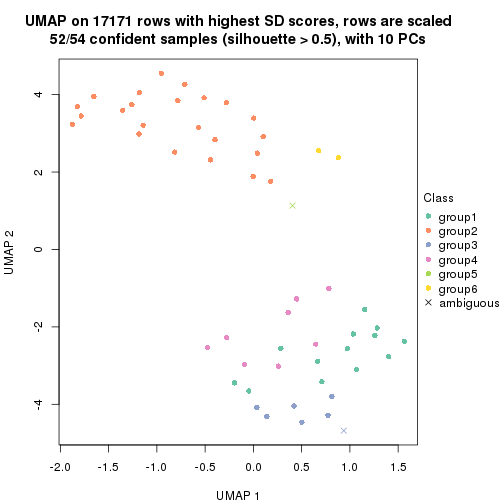 UMAP on 17171 rows with highest SD scores, rows are scaled
52/54 confident samples (silhouette > 0.5), with 10 PCs
4
2
0
-2
-4
UMAP 2
-2.0
-1.5
-1.0
-0.5
0.0
0.5
1.0
1.5
UMAP 1
Class
group1
group2
group3
group4
group5
group6
ambiguous